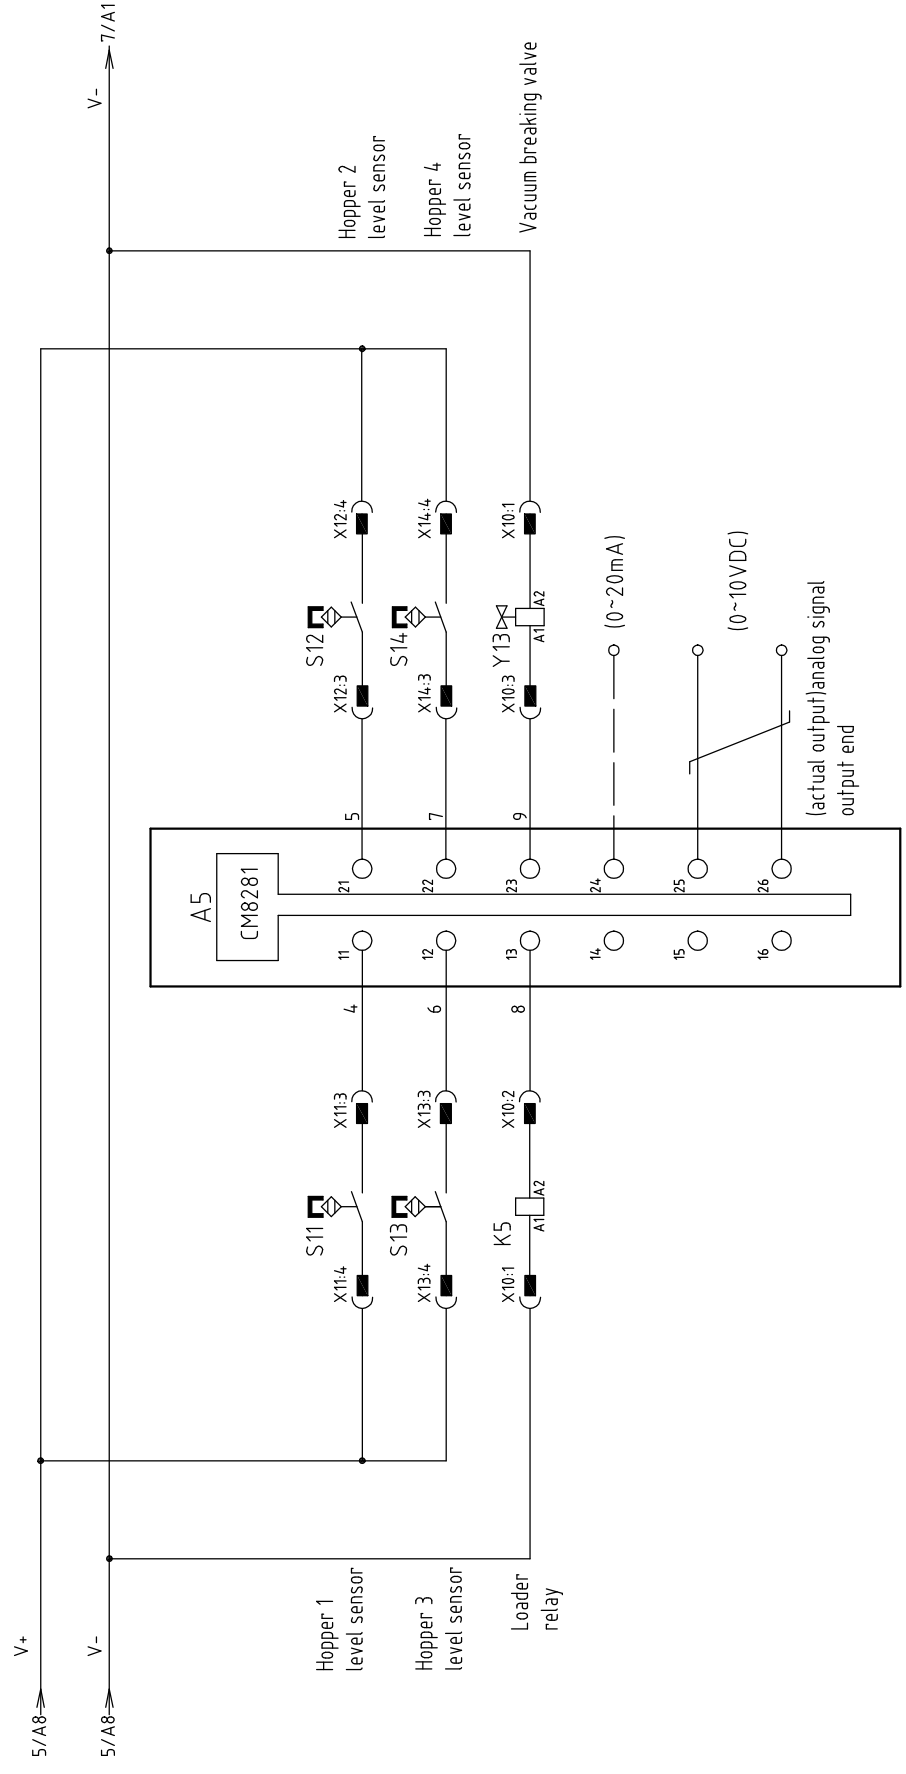 5/A8
V+
5/A8
V-
V-
7/A1
Hopper 1
level sensor
Hopper 3
level sensor
Loader
relay
X11:4
S11
X11:3
4
X13:4
S13
X13:3
6
X10:1
K5
A1
A2
X10:2
8
A5
CM8281
11
21
12
22
13
23
14
24
15
25
16
26
5
X12:3
S12
X12:4
7
X14:3
S14
X14:4
9
X10:3
Y13
A1
A2
X10:1
Hopper 2
level sensor
Hopper 4
level sensor
Vacuum breaking valve
(0~20mA)
(0~10VDC)
(actual output)analog signal
output end